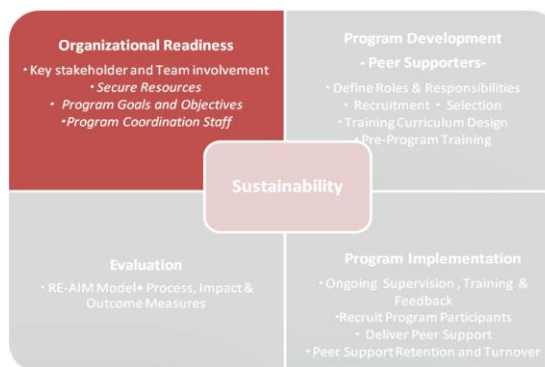 Organizational Readiness
• Key stakeholder and Team involvement
• Secure Resources
• Program Goals and Objectives
•Program Coordination Staff
Program Development
- Peer Supporters-
• Define Roles & Responsibilities
• Recruitment • Selection
•Training Curriculum Design
•Pre-Program Training
Sustainability
Evaluation
• RE-AIM Model• Process, Impact &
Outcome Measures
Program Implementation
• Ongoing Supervision , Training &
Feedback
•Recruit Program Participants
• Deliver Peer Support
•Peer Support Retention and Turnover